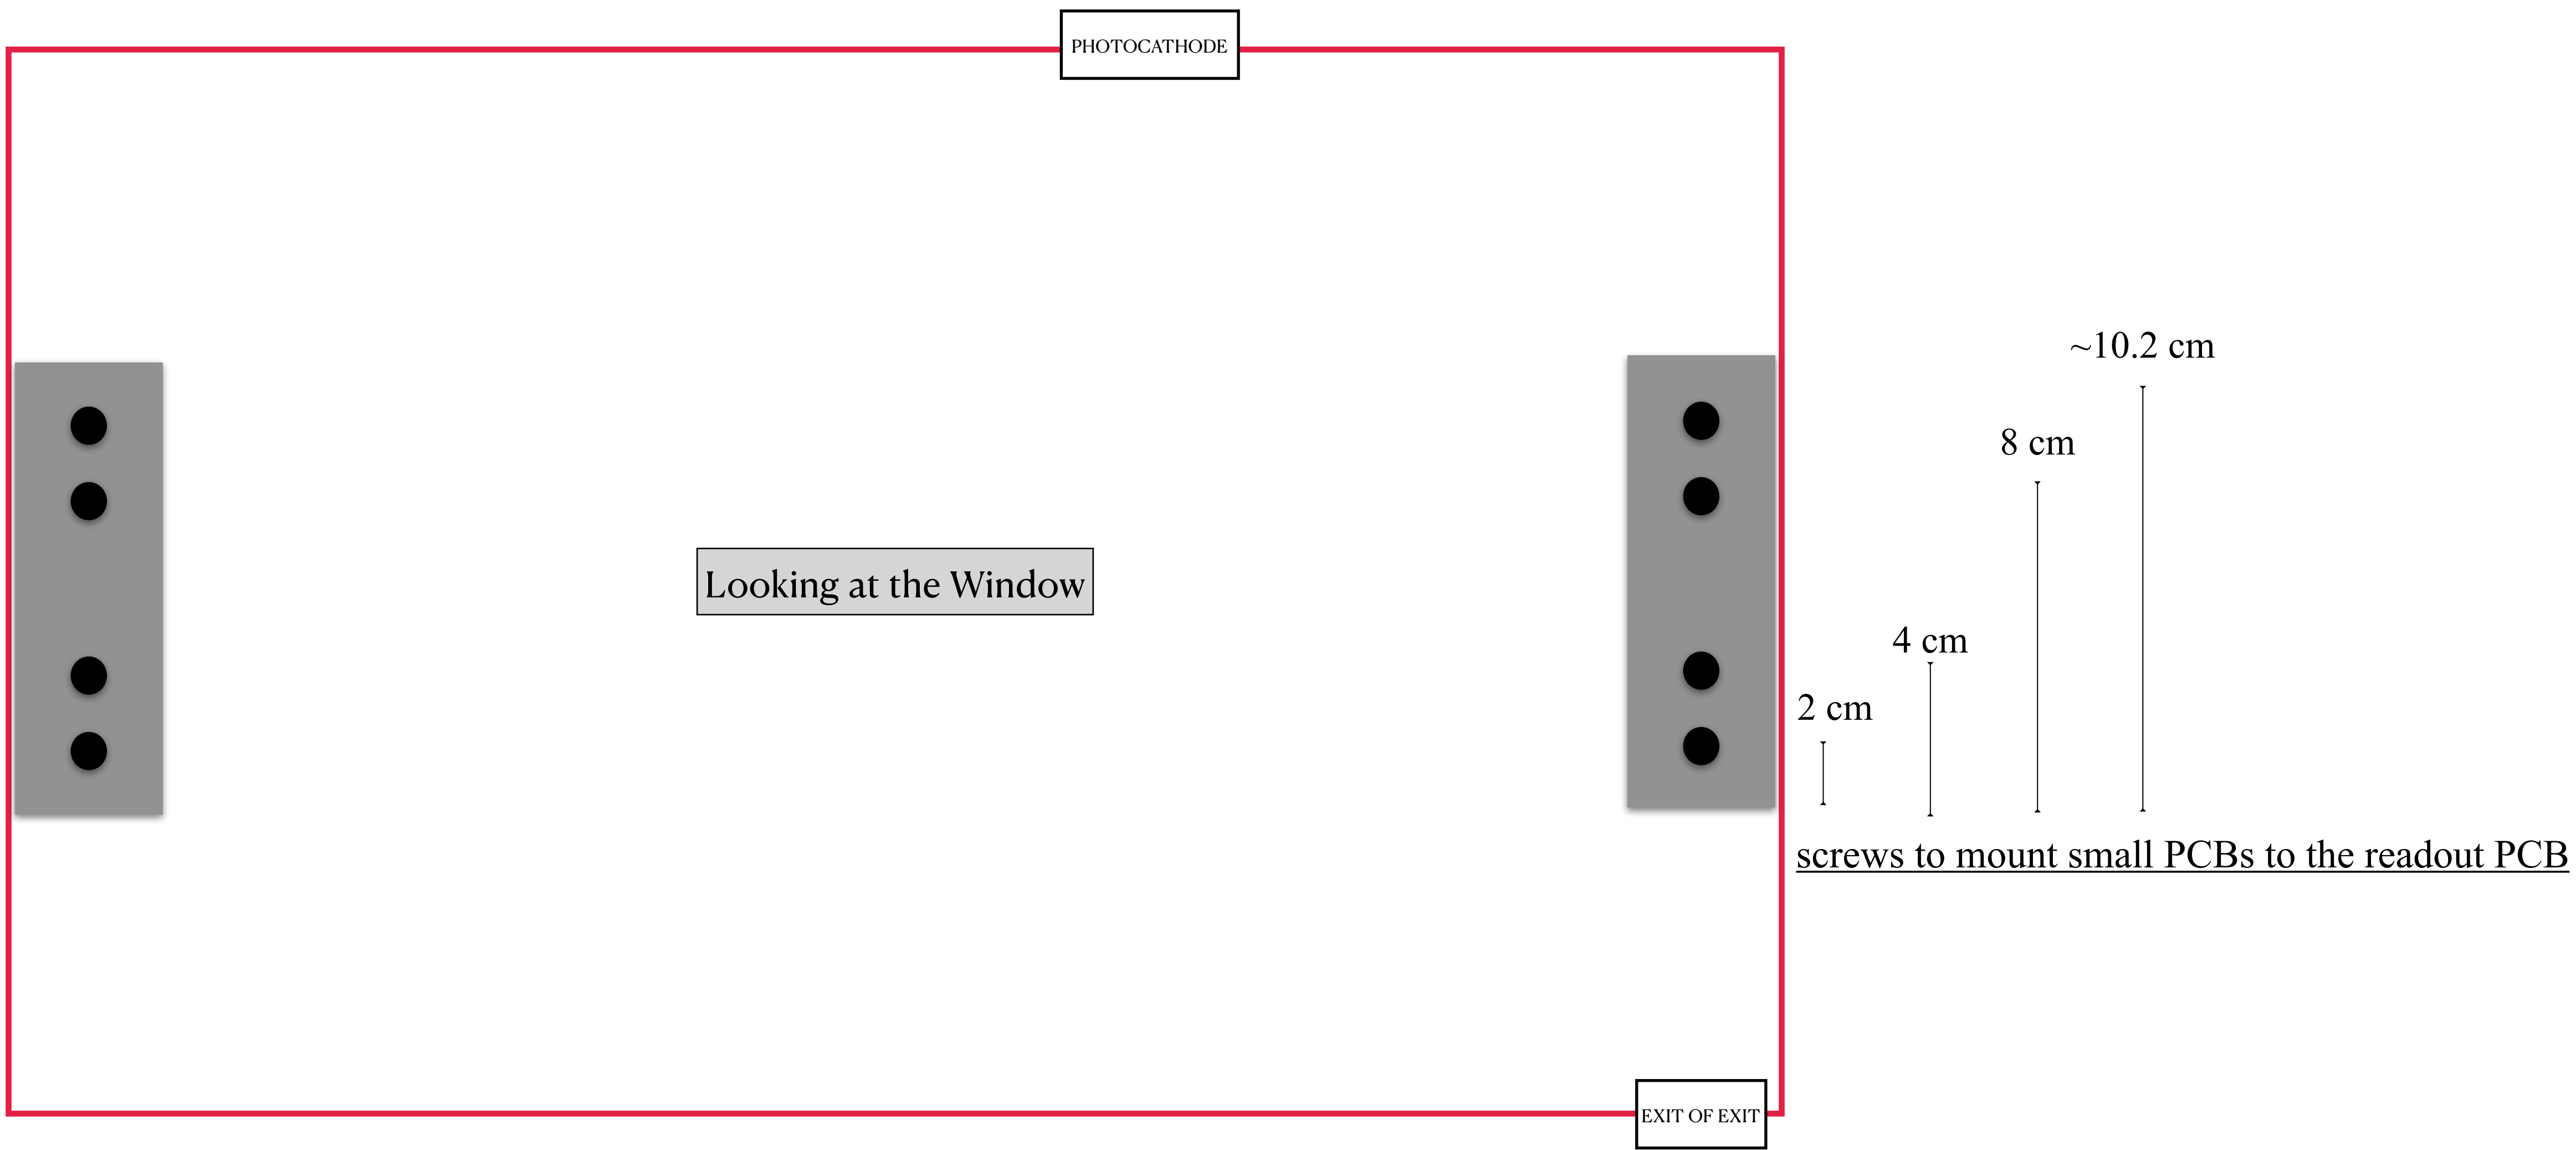 PHOTOCATHODE
~10.2 cm
8 cm
Looking at the Window
4 cm
2 cm
screws to mount small PCBs to the readout PCB
EXIT OF EXIT